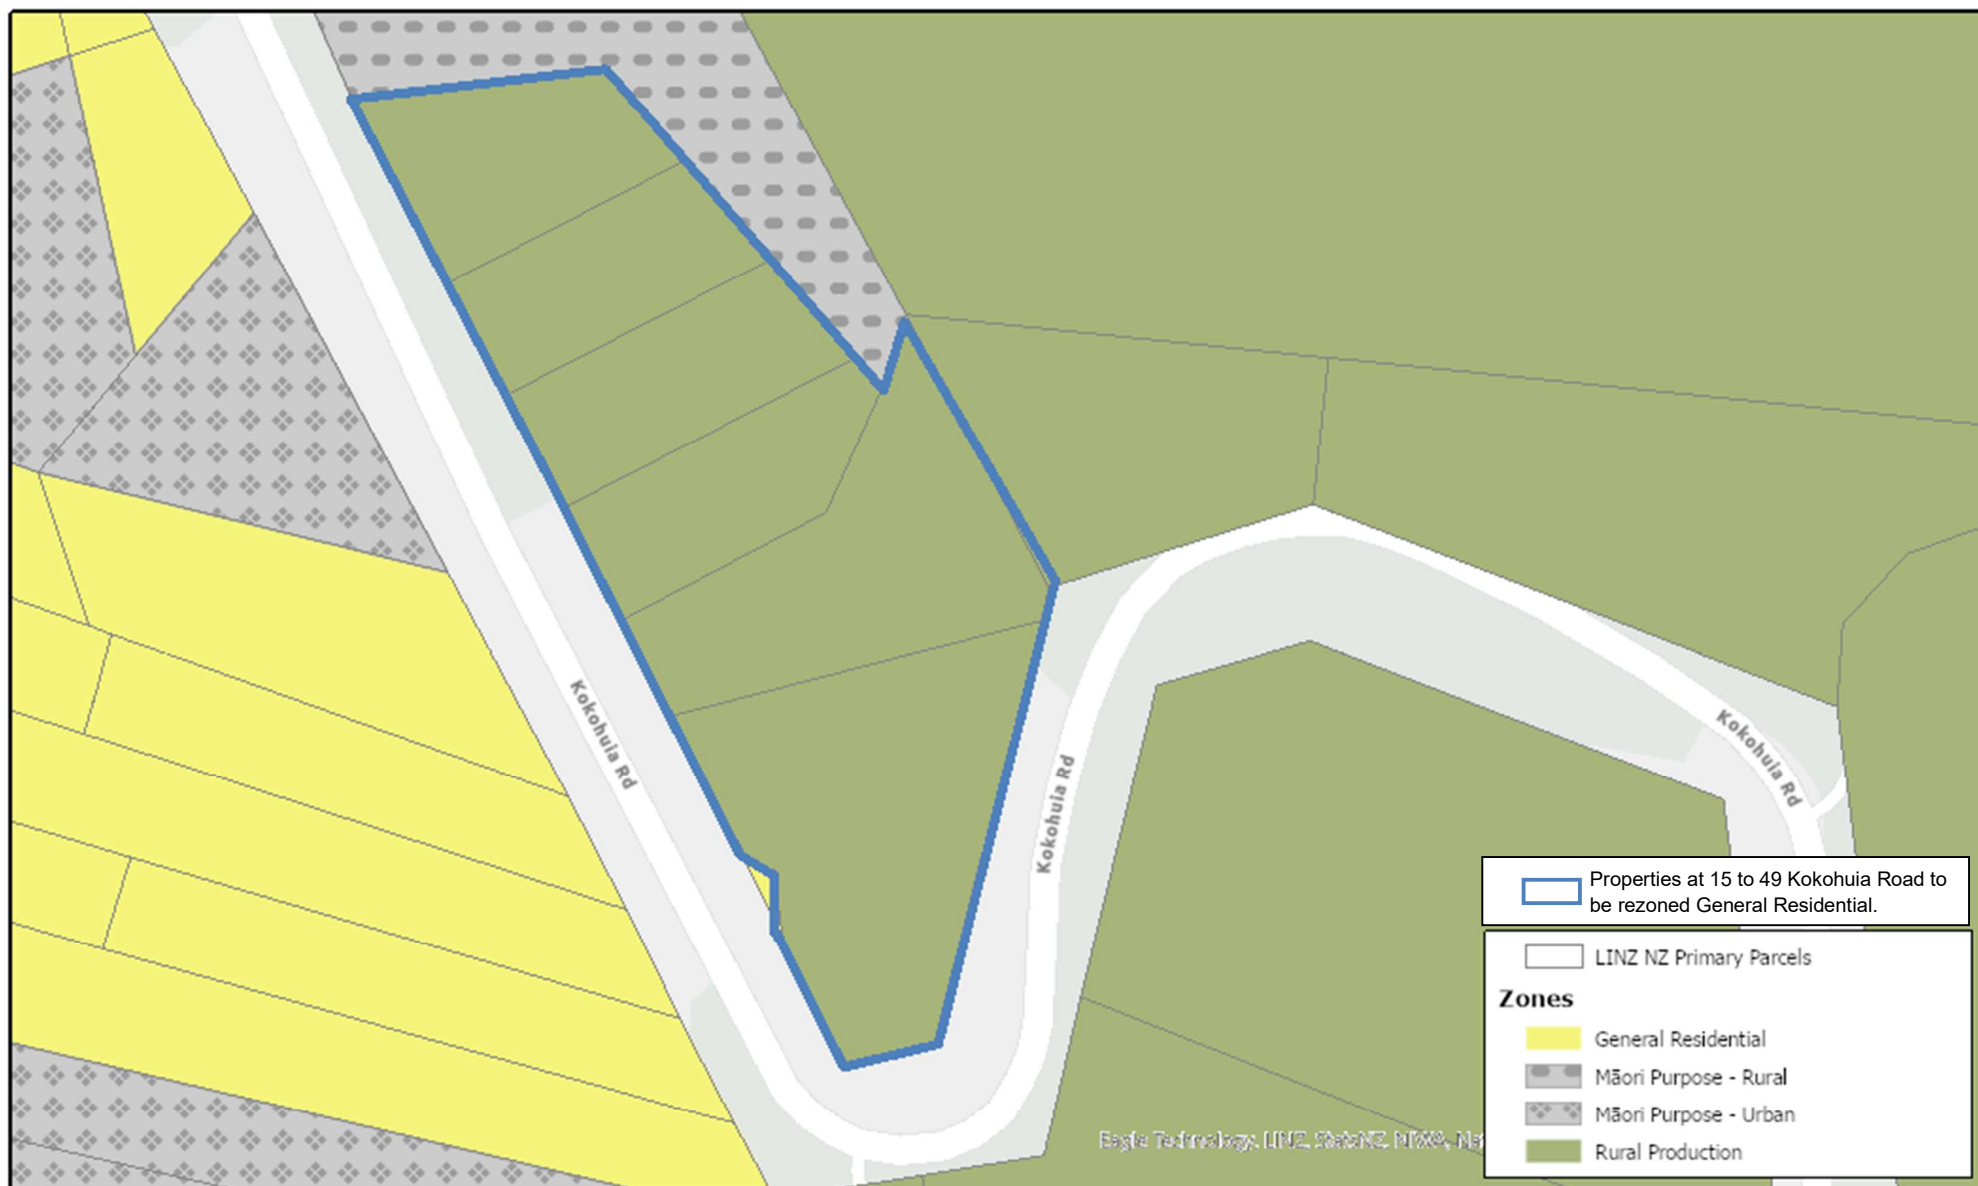 Kokohuia Rd
Kokohuia Rd
Kokohuia Rd
Properties at 15 to 49 Kokohuia Road to
be rezoned General Residential.
LINZ NZ Primary Parcels
Zones
General Residential
Māori Purpose - Rural
Māori Purpose - Urban
Rural Production
Eagle Technology, LINZ, StatsNZ, NIWA,